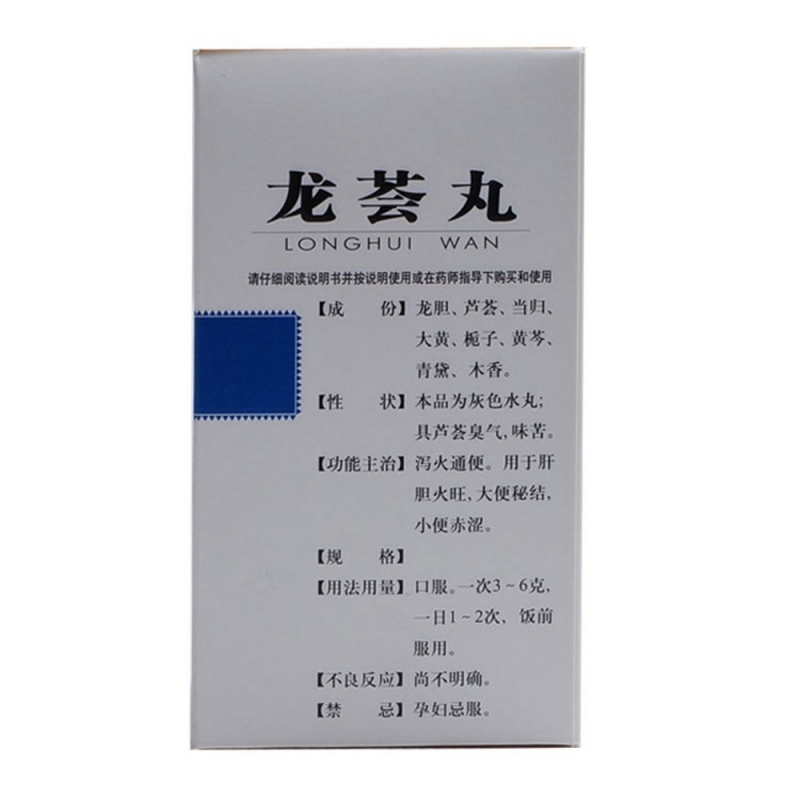 龙荟丸
LONGHUI WAN
请仔细阅读说明书并按说明使用或在药师指导下购买和使用
【成 份】龙胆、芦荟、当归、
大黄、栀子、黄芩、
青黛、木香。
【性 状】本品为灰色水丸;
具芦荟臭气,味苦。
【功能主治】泻火通便。用于肝
胆火旺,大便秘结,
小便赤涩。
【规 格】
【用法用量】口服。一次3~6克,
一日1~2次,饭前
服用。
【不良反应】尚不明确。
【禁 忌】孕妇忌服。